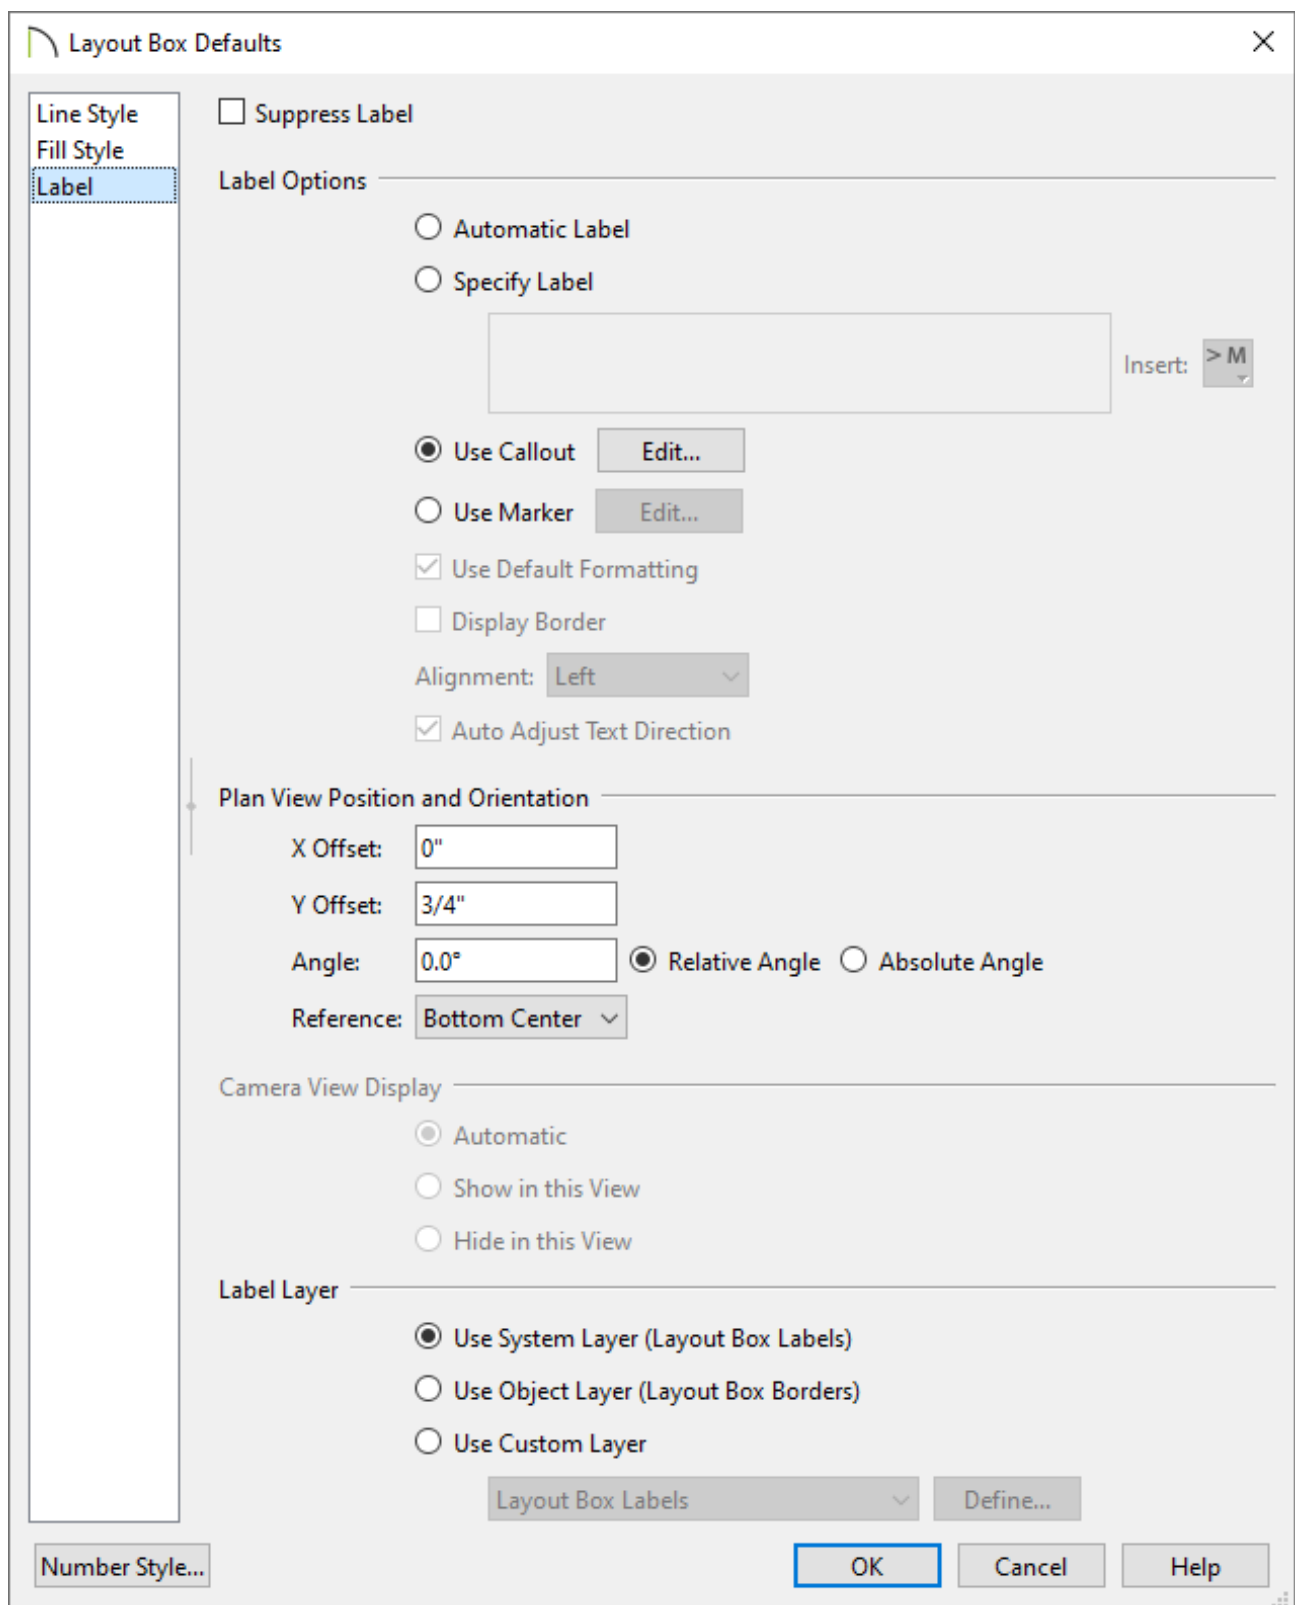 Layout Box Defaults
Line Style
Fill Style
Label
Suppress Label
Label Options
Automatic Label
Specify Label
Insert: > M
Use Callout Edit...
Use Marker Edit...
Use Default Formatting
Display Border
Alignment: Left
Auto Adjust Text Direction
Plan View Position and Orientation
X Offset: 0"
Y Offset: 3/4"
Angle: 0.0° Relative Angle Absolute Angle
Reference: Bottom Center
Camera View Display
Automatic
Show in this View
Hide in this View
Label Layer
Use System Layer (Layout Box Labels)
Use Object Layer (Layout Box Borders)
Use Custom Layer
Layout Box Labels Define...
Number Style... OK Cancel Help